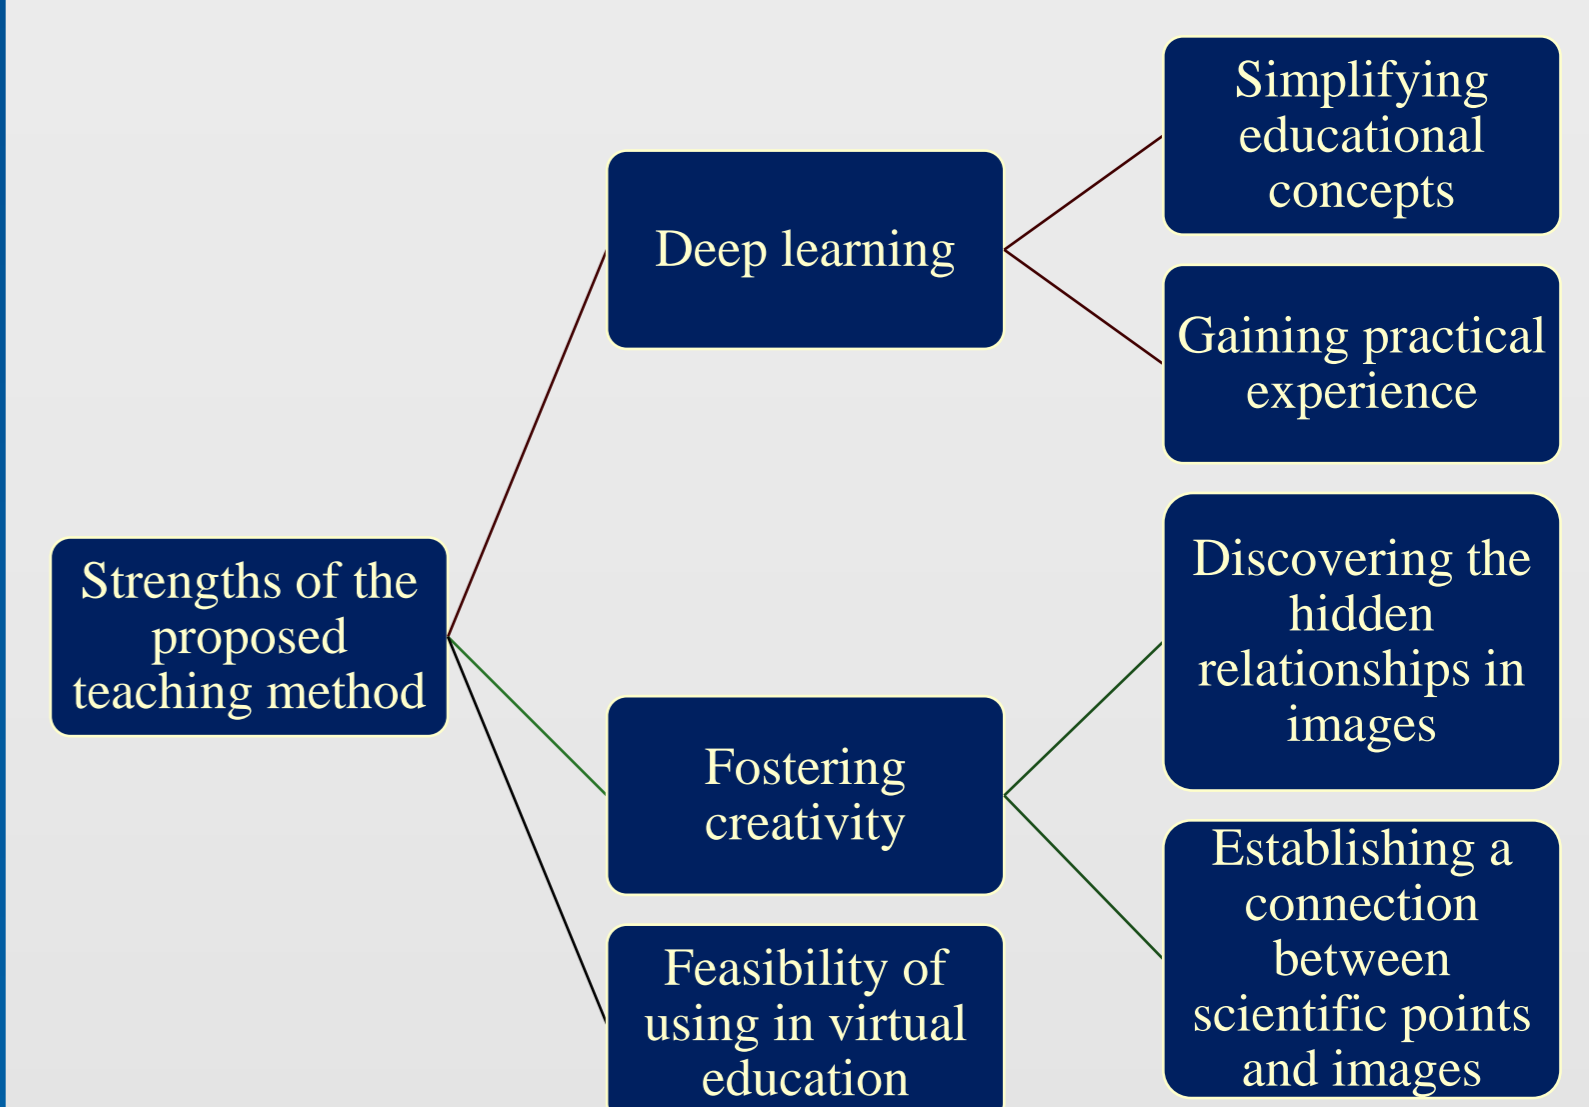 Strengths of the
proposed
teaching method
Deep learning
Simplifying
educational
concepts
Gaining practical
experience
Fostering
creativity
Discovering the
hidden
relationships in
images
Establishing a
connection
between
scientific points
and images
Feasibility of
using in virtual
education